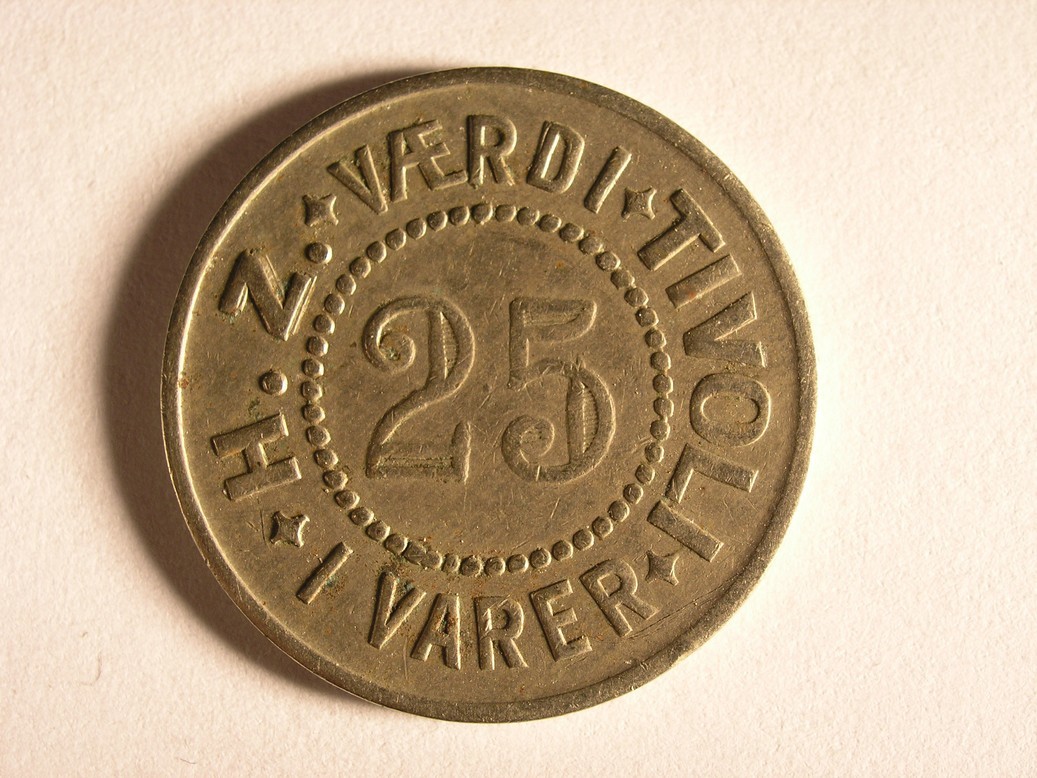 H. Z. ✦ VÆRDI ✦ TIVOLI ✦ I VARER ✦
25